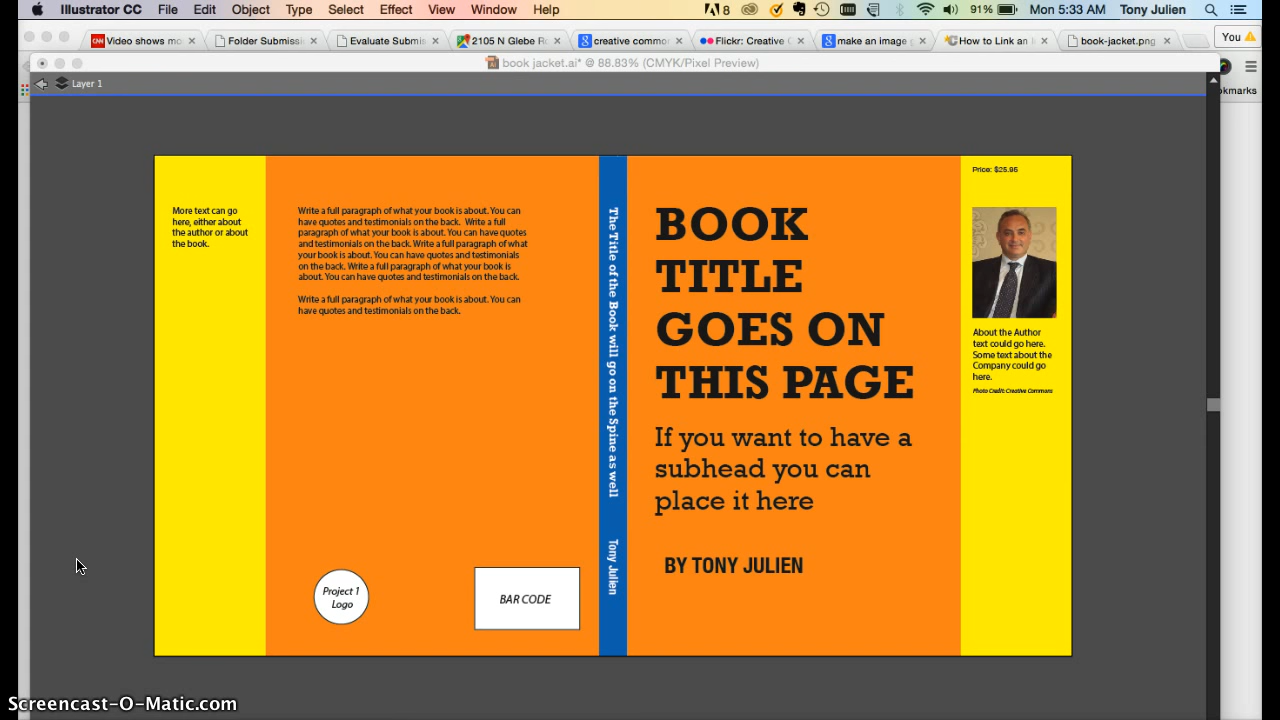 Illustrator CC File Edit Object Type Select Effect View Window Help 8 91% Mon 5:33 AM Tony Julien
CNN Video shows mo Folder Submissi Evaluate Submis 2105 N Glebe R creative commo Flickr: Creative make an image How to Link an book-jacket.png You
book jacket.ai* @ 88.83% (CMYK/Pixel Preview)
Layer 1
okmarks
More text can go
here, either about
the author or about
the book.
Write a full paragraph of what your book is about. You can
have quotes and testimonials on the back. Write a full
paragraph of what your book is about. You can have quotes
and testimonials on the back. Write a full paragraph of what
your book is about. You can have quotes and testimonials
on the back. Write a full paragraph of what your book is
about. You can have quotes and testimonials on the back.
Write a full paragraph of what your book is about. You can
have quotes and testimonials on the back.
Project 1
Logo
BAR CODE
The Title of the Book will go on the Spine as well
Tony Julien
BOOK
TITLE
GOES ON
THIS PAGE
If you want to have a
subhead you can
place it here
BY TONY JULIEN
Price: $25.95
About the Author
text could go here.
Some text about the
Company could go
here.
Photo Credit: Creative Commons
Screencast-O-Matic.com